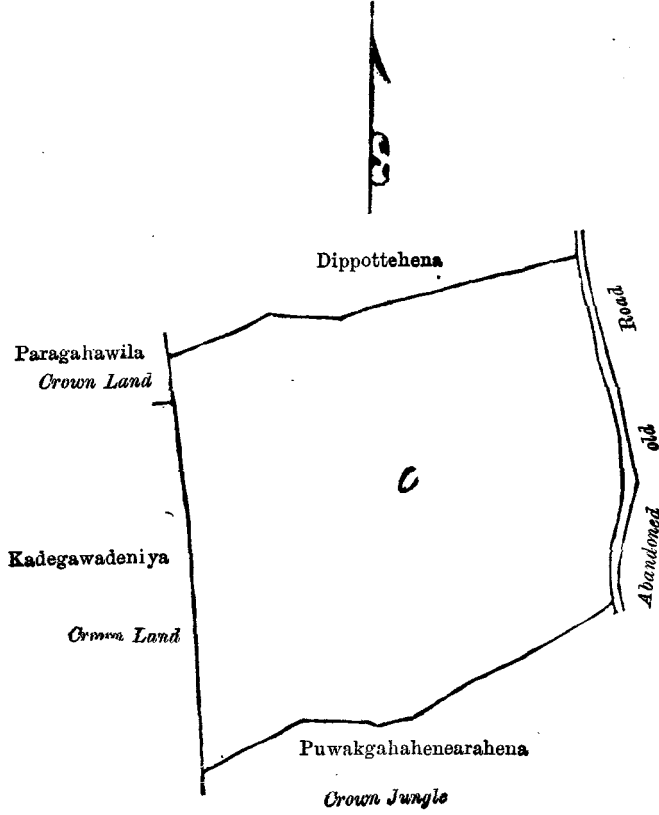 Dippottehena
Road
Paragahawila
Crown Land
old
C
Abandoned
Kadegawadeniya
Crown Land
Puwakgahahenearahena
Crown Jungle